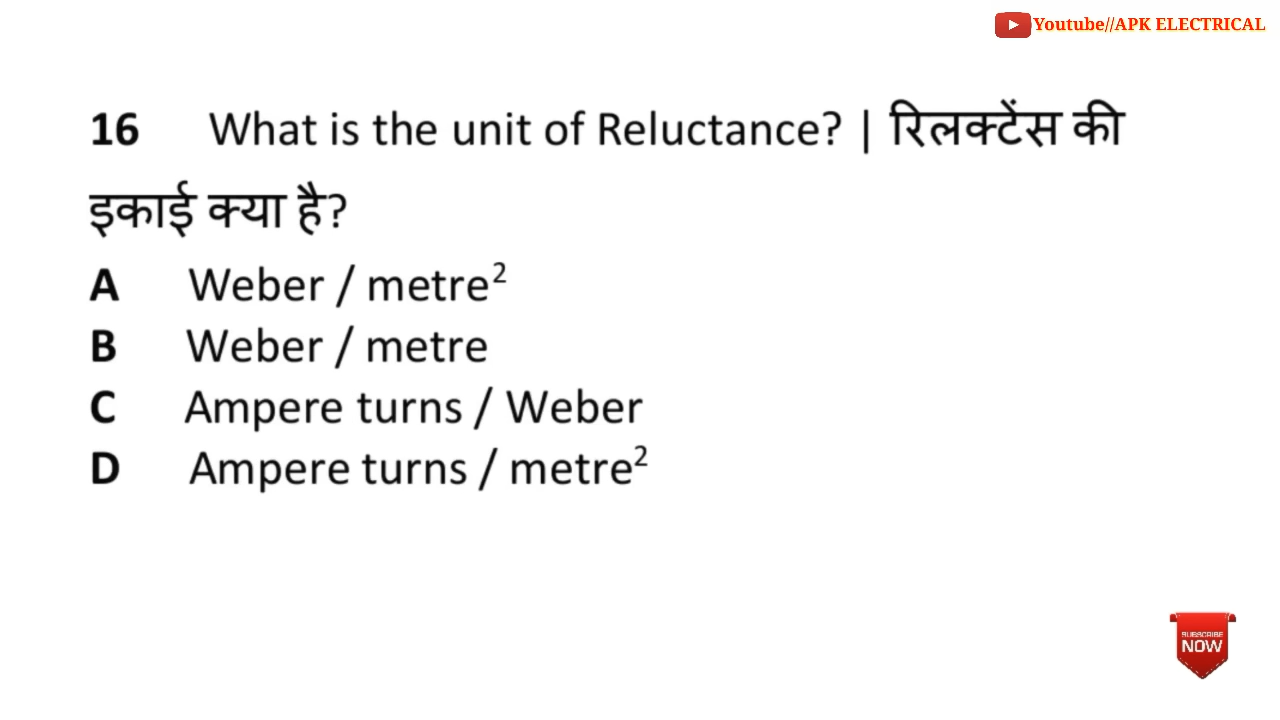 Youtube//APK ELECTRICAL
16 What is the unit of Reluctance? | रिलक्टेंस की
इकाई क्या है?
A Weber / metre²
B Weber / metre
C Ampere turns / Weber
D Ampere turns / metre²
SUBSCRIBE
NOW